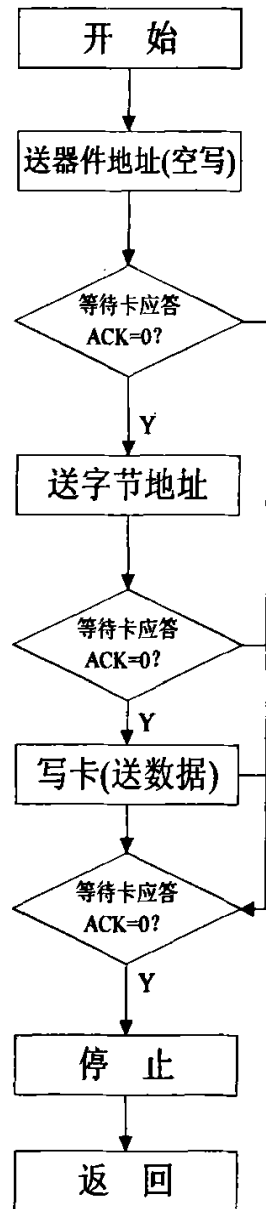 开 始
送器件地址(空写)
等待卡应答
ACK=0?
Y
送字节地址
等待卡应答
ACK=0?
Y
写卡(送数据)
等待卡应答
ACK=0?
Y
停 止
返 回